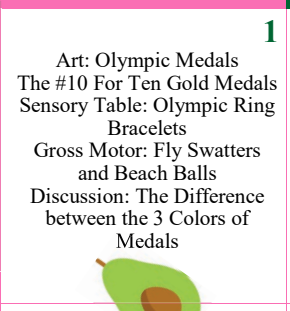 1
Art: Olympic Medals
The #10 For Ten Gold Medals
Sensory Table: Olympic Ring
Bracelets
Gross Motor: Fly Swatters
and Beach Balls
Discussion: The Difference
between the 3 Colors of
Medals